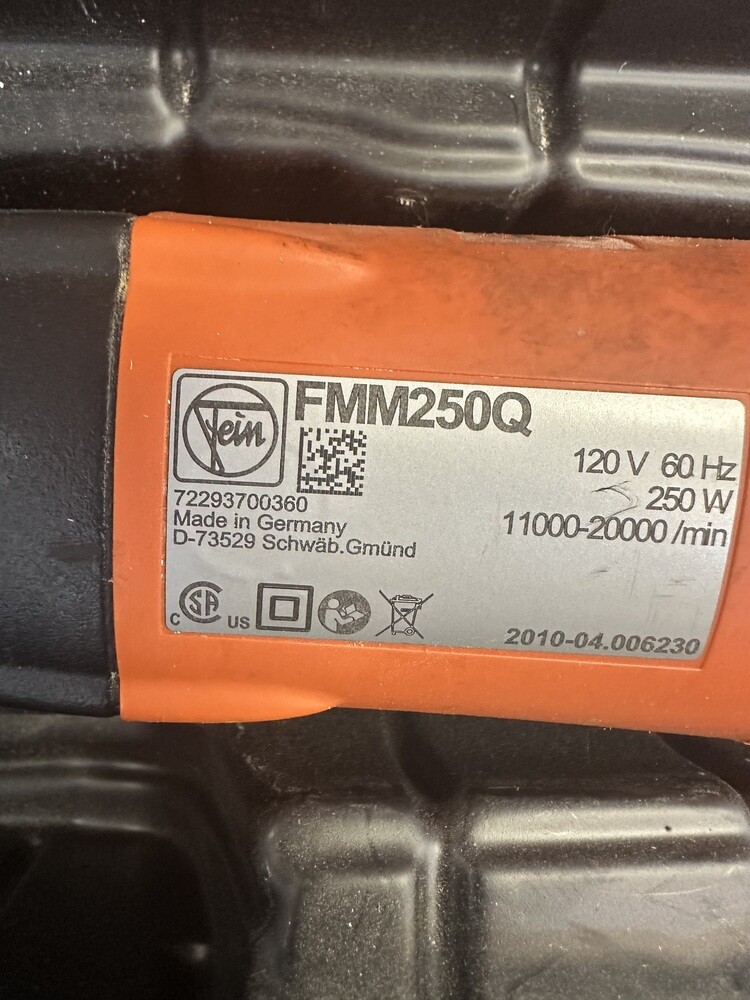 Fein
FMM250Q
120 V 60 Hz
250 W
11000-20000 /min
72293700360
Made in Germany
D-73529 Schwäb.Gmünd
C SA US
2010-04.006230